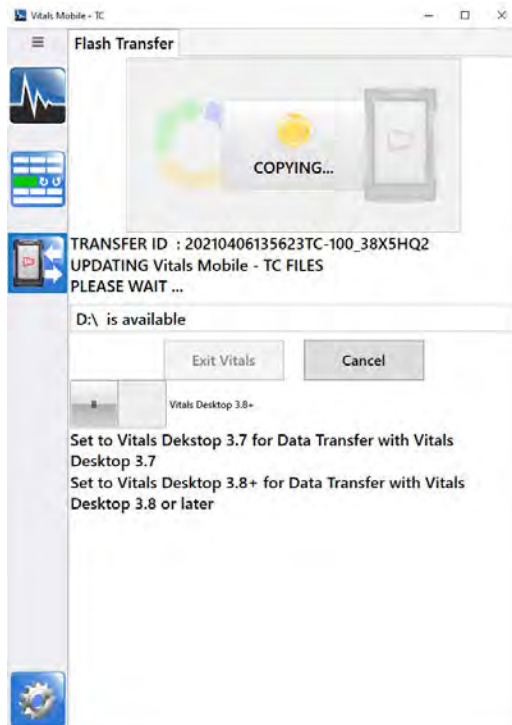 Vitals Mobile - TC
Flash Transfer
COPYING...
TRANSFER ID : 20210406135623TC-100_38X5HQ2
UPDATING Vitals Mobile - TC FILES
PLEASE WAIT ...
D:\ is available
Exit Vitals
Cancel
Vitals Desktop 3.8+
Set to Vitals Dekstop 3.7 for Data Transfer with Vitals
Desktop 3.7
Set to Vitals Desktop 3.8+ for Data Transfer with Vitals
Desktop 3.8 or later